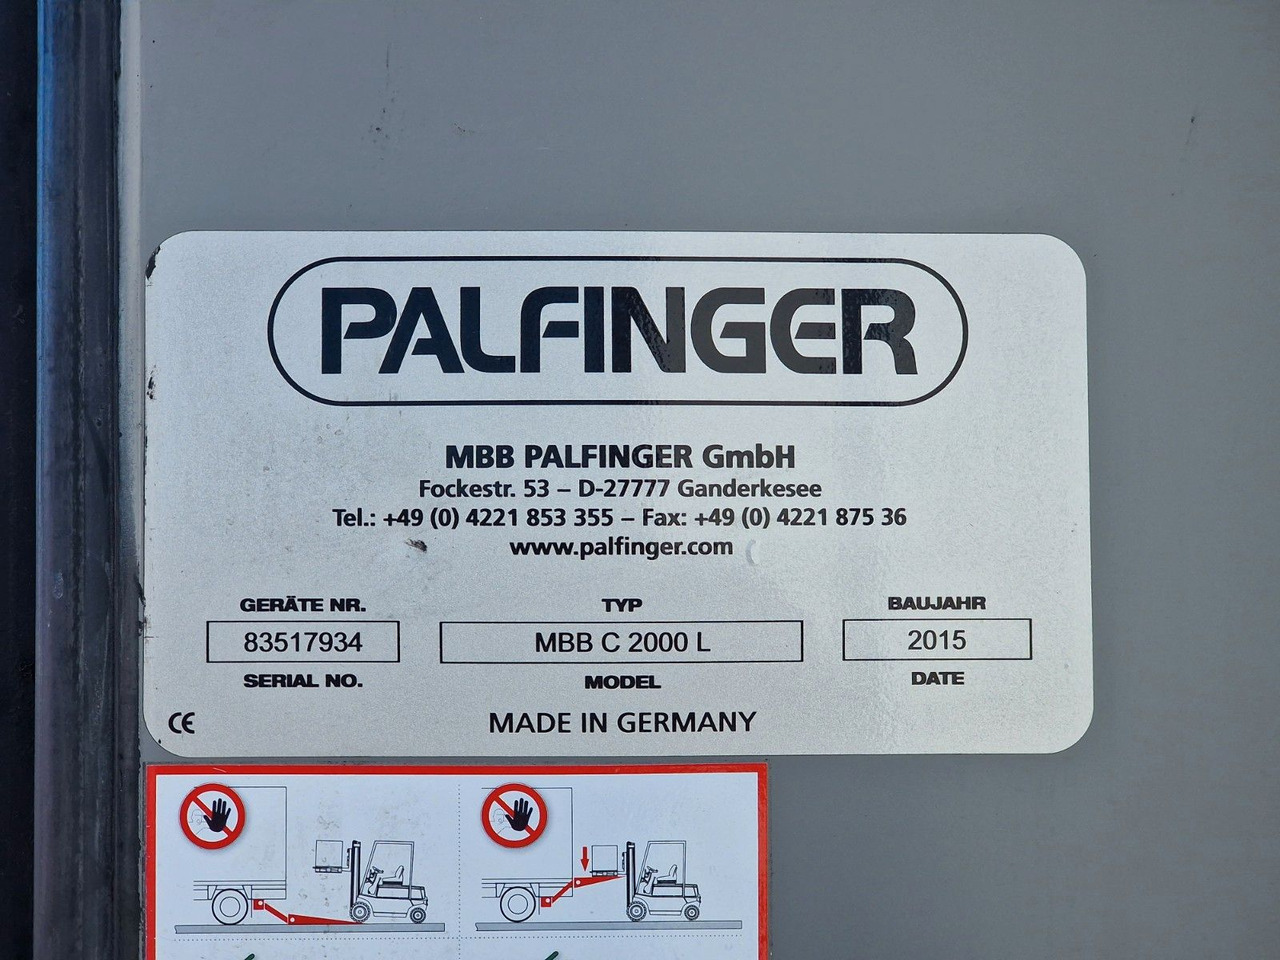 PALFINGER
MBB PALFINGER GmbH
Fockestr. 53 – D-27777 Ganderkesee
Tel.: +49 (0) 4221 853 355 – Fax: +49 (0) 4221 875 36
www.palfinger.com
GERÄTE NR. TYP BAUJAHR
83517934 MBB C 2000 L 2015
SERIAL NO. MODEL DATE
CE MADE IN GERMANY